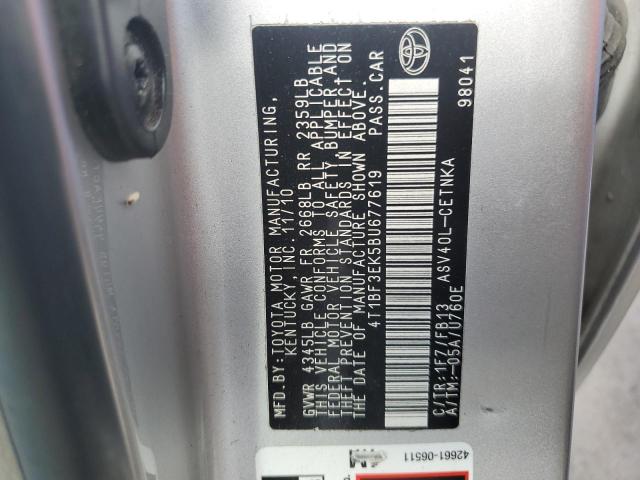 MFD.BY:TOYOTA MOTOR MANUFACTURING,
KENTUCKY, INC. 11/10
GVWR 4345LB GAWR FR 2668LB RR 2359LB
THIS VEHICLE CONFORMS TO ALL APPLICABLE
FEDERAL MOTOR VEHICLE SAFETY, BUMPER,AND
THEFT PREVENTION STANDARDS IN EFFECT ON
THE DATE OF MANUFACTURE SHOWN ABOVE.
4T1BF3EK5BU677619 PASS.CAR
C/TR:1F7/FB13 ASV40L-CETNKA
A/TM:-05A/U760E
98041
42661-06511